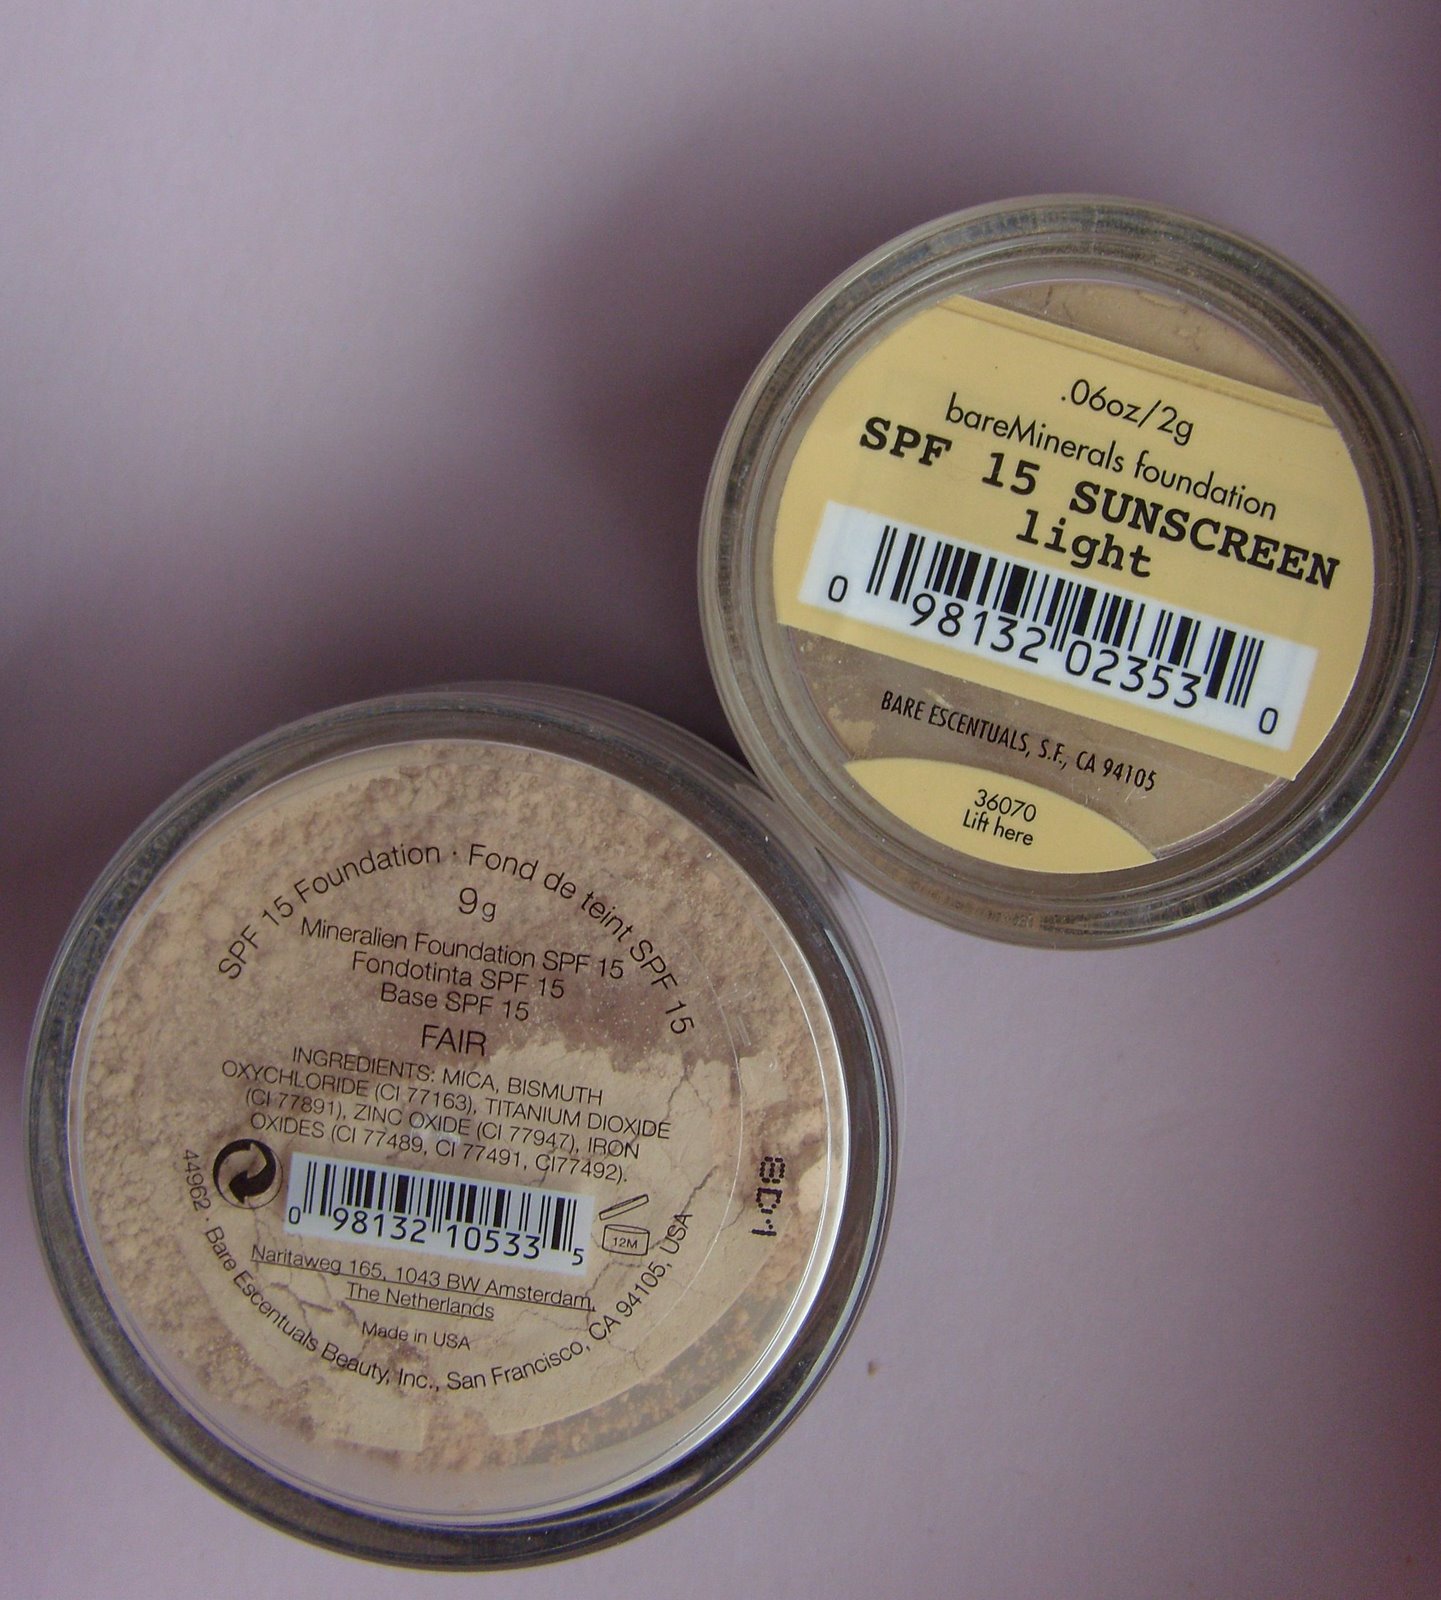 .06oz/2g
bareMinerals foundation
SPF 15 SUNSCREEN
light
0 98132 02353 0
BARE ESCENTUALS, S.F., CA 94105
36070
Lift here
SPF 15 Foundation · Fond de teint SPF 15
9g
Mineralien Foundation SPF 15
Fondotinta SPF 15
Base SPF 15
FAIR
INGREDIENTS: MICA, BISMUTH
OXYCHLORIDE (CI 77163), TITANIUM DIOXIDE
(CI 77891), ZINC OXIDE (CI 77947), IRON
OXIDES (CI 77489, CI 77491, CI77492).
0 98132 10533 5
12M
Naritaweg 165, 1043 BW Amsterdam,
The Netherlands
Made in USA
44962 · Bare Escentuals Beauty, Inc., San Francisco, CA 94105, USA